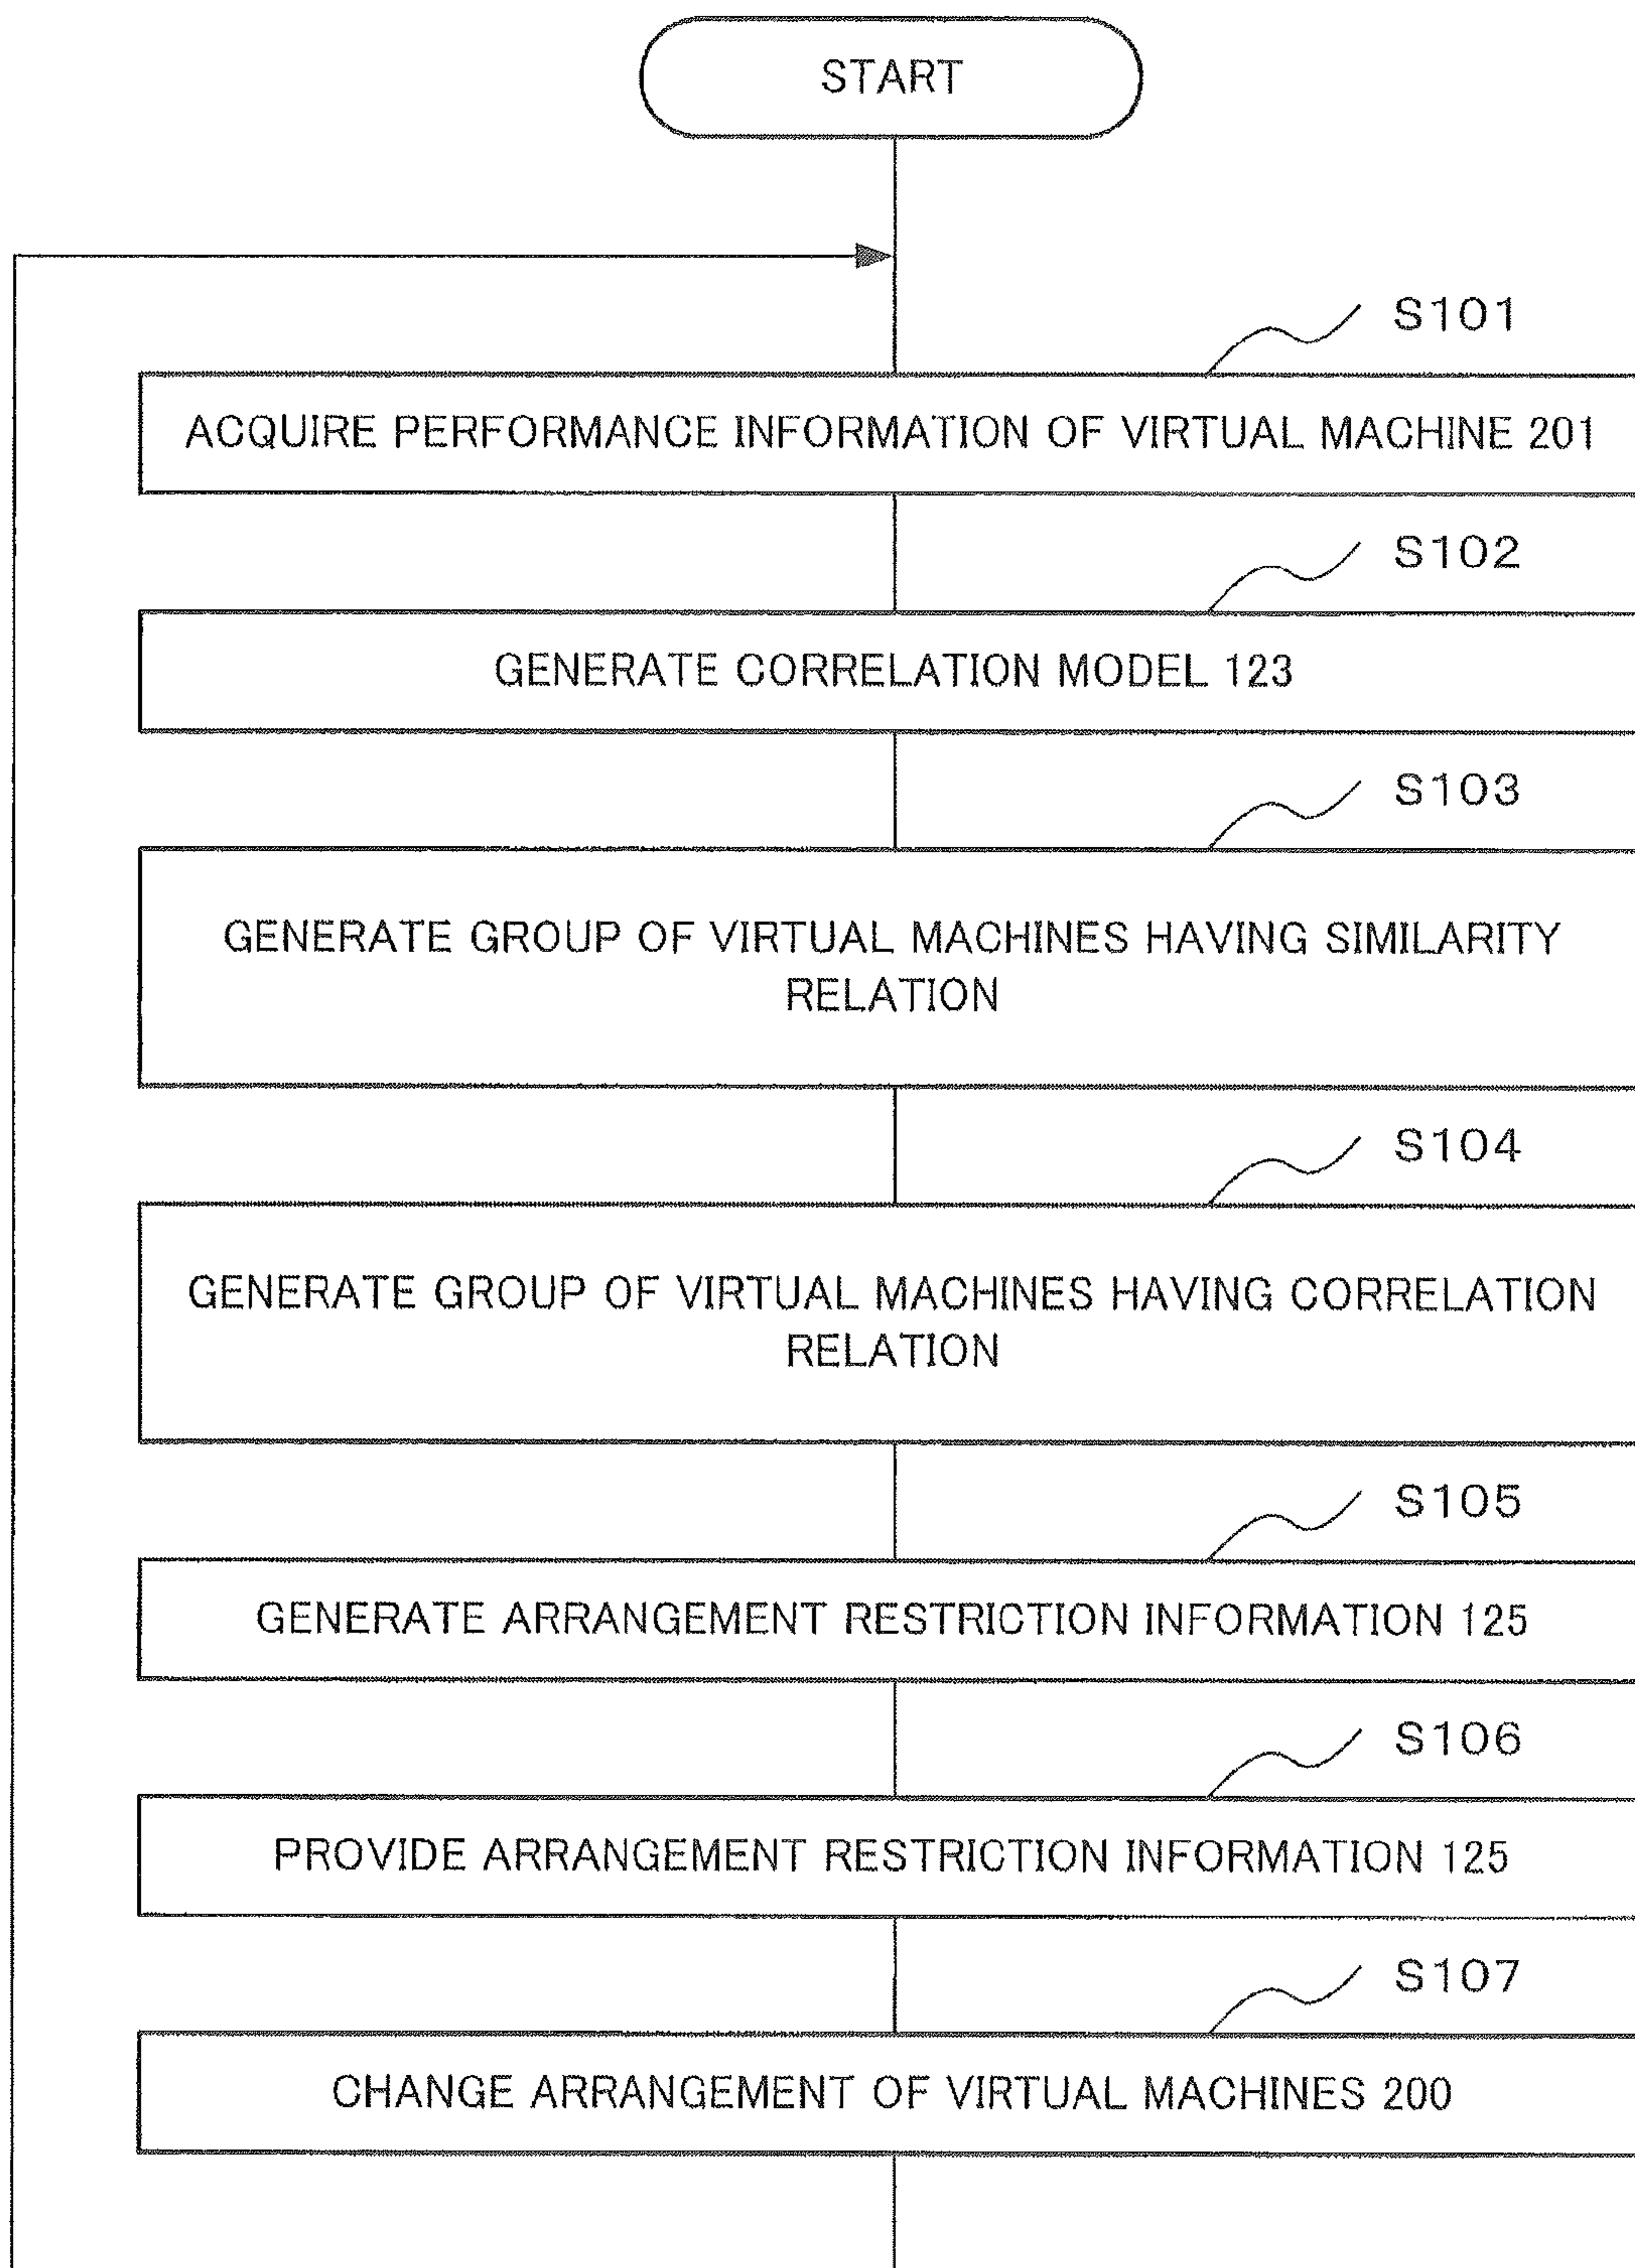 START
S101
ACQUIRE PERFORMANCE INFORMATION OF VIRTUAL MACHINE 201
S102
GENERATE CORRELATION MODEL 123
S103
GENERATE GROUP OF VIRTUAL MACHINES HAVING SIMILARITY
RELATION
S104
GENERATE GROUP OF VIRTUAL MACHINES HAVING CORRELATION
RELATION
S105
GENERATE ARRANGEMENT RESTRICTION INFORMATION 125
S106
PROVIDE ARRANGEMENT RESTRICTION INFORMATION 125
S107
CHANGE ARRANGEMENT OF VIRTUAL MACHINES 200